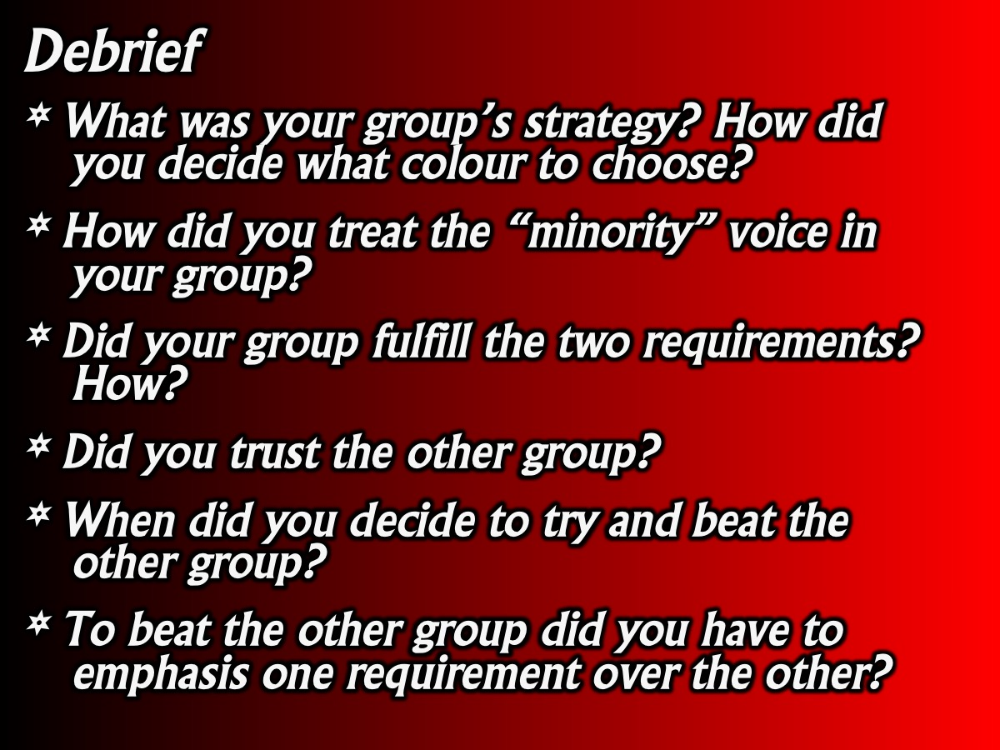 Debrief
* What was your group’s strategy? How did
you decide what colour to choose?
* How did you treat the “minority” voice in
your group?
* Did your group fulfill the two requirements?
How?
* Did you trust the other group?
* When did you decide to try and beat the
other group?
* To beat the other group did you have to
emphasis one requirement over the other?